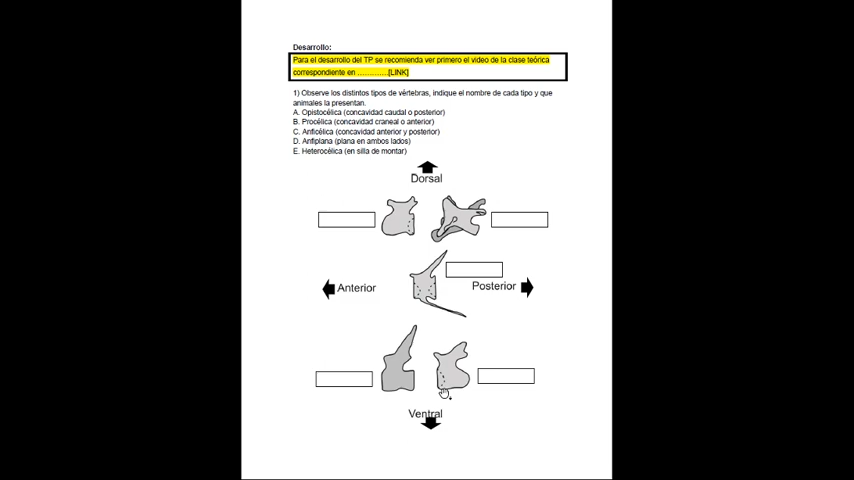 Desarrollo:
Para el desarrollo del TP se recomienda ver primero el video de la clase teórica
correspondiente en .............[LINK]
1) Observe los distintos tipos de vértebras, indique el nombre de cada tipo y que
animales la presentan.
A. Opistocélica (concavidad caudal o posterior)
B. Procélica (concavidad craneal o anterior)
C. Anficélica (concavidad anterior y posterior)
D. Anfiplana (plana en ambos lados)
E. Heterocélica (en silla de montar)
Dorsal
Anterior
Posterior
Ventral